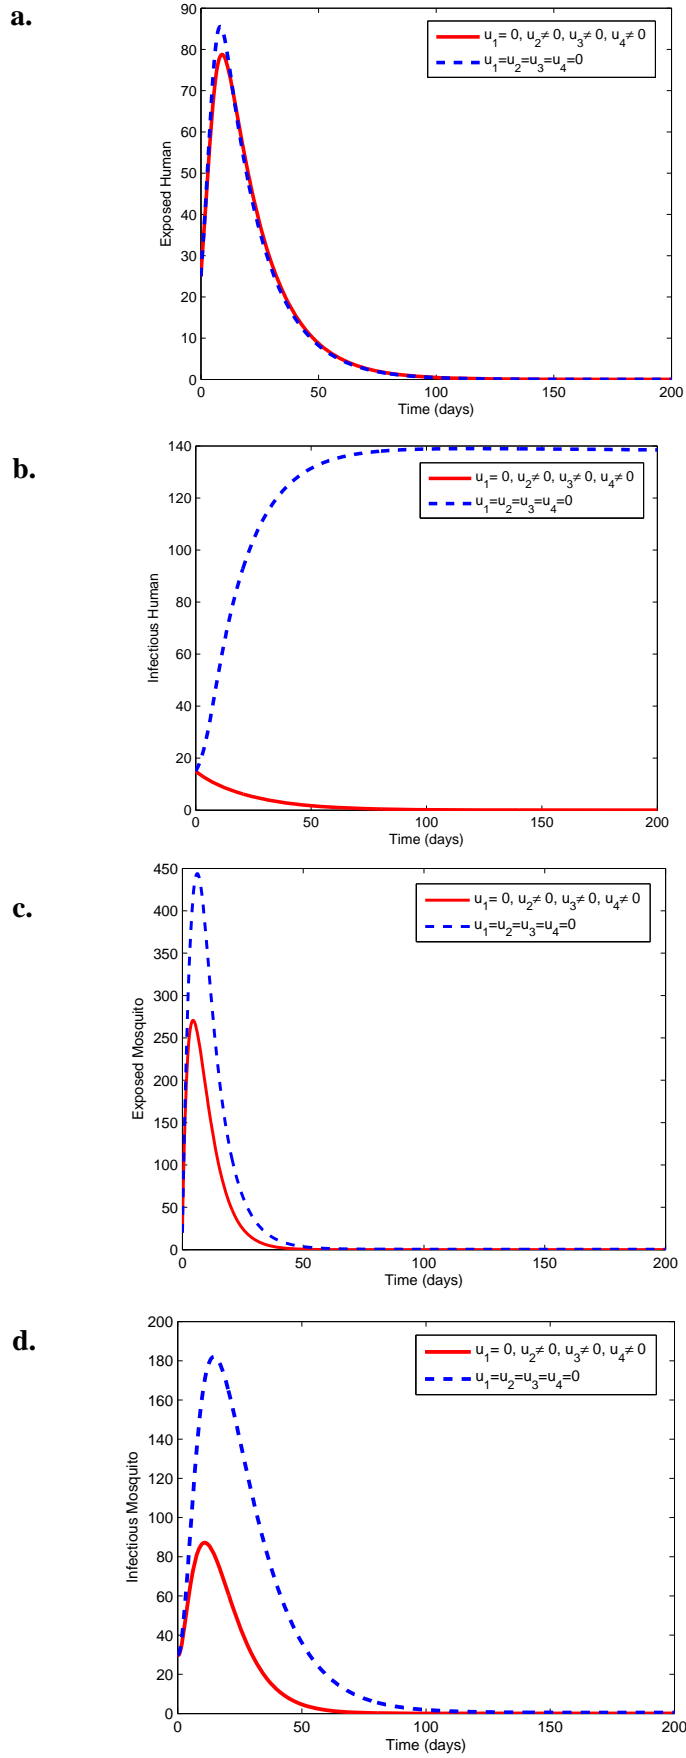 a.
90
80
70
60
50
40
30
20
10
0
Exposed Human
u₁= 0, u₂≠ 0, u₃≠ 0, u₄≠ 0
u₁=u₂=u₃=u₄=0
0 50 100 150 200
Time (days)
b.
140
120
100
80
60
40
20
0
Infectious Human
u₁= 0, u₂≠ 0, u₃≠ 0, u₄≠ 0
u₁=u₂=u₃=u₄=0
0 50 100 150 200
Time (days)
c.
450
400
350
300
250
200
150
100
50
0
Exposed Mosquito
u₁= 0, u₂≠ 0, u₃≠ 0, u₄≠ 0
u₁=u₂=u₃=u₄=0
0 50 100 150 200
Time (days)
d.
200
180
160
140
120
100
80
60
40
20
0
Infectious Mosquito
u₁= 0, u₂≠ 0, u₃≠ 0, u₄≠ 0
u₁=u₂=u₃=u₄=0
0 50 100 150 200
Time (days)